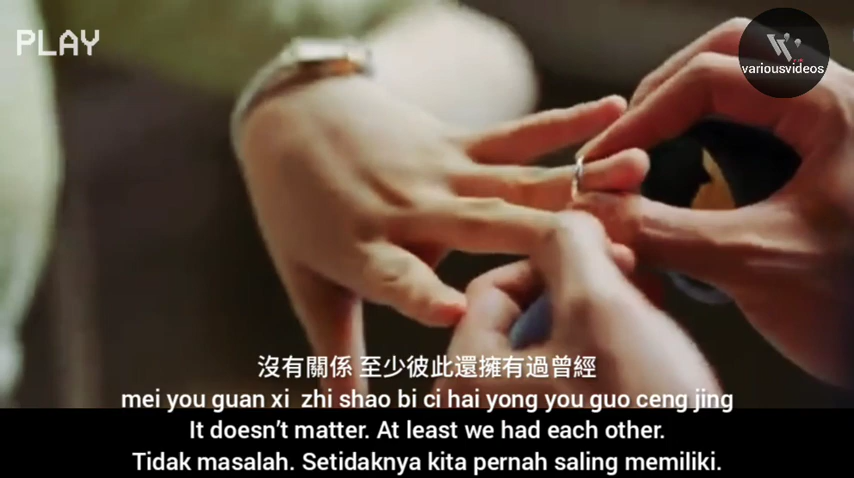 PLAY
variousvideos
沒有關係 至少彼此還擁有過曾經
mei you guan xi zhi shao bi ci hai yong you guo ceng jing
It doesn’t matter. At least we had each other.
Tidak masalah. Setidaknya kita pernah saling memiliki.